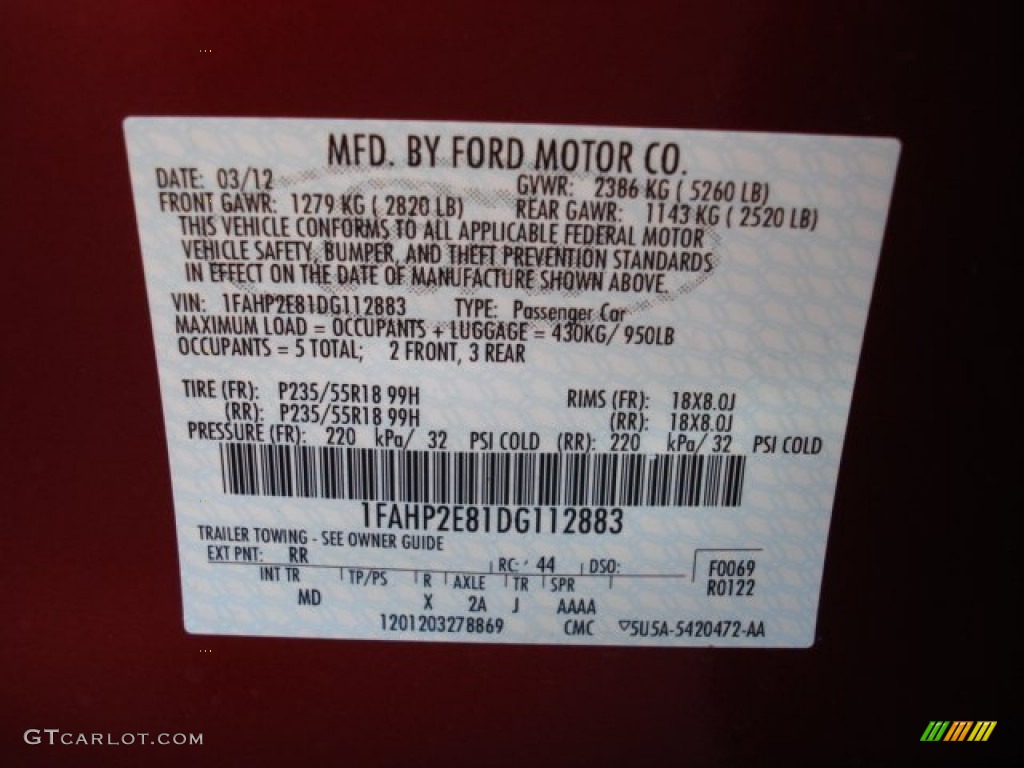 MFD. BY FORD MOTOR CO.
DATE: 03/12 GVWR: 2386 KG ( 5260 LB)
FRONT GAWR: 1279 KG ( 2820 LB) REAR GAWR: 1143 KG ( 2520 LB)
THIS VEHICLE CONFORMS TO ALL APPLICABLE FEDERAL MOTOR
VEHICLE SAFETY, BUMPER, AND THEFT PREVENTION STANDARDS
IN EFFECT ON THE DATE OF MANUFACTURE SHOWN ABOVE.
VIN: 1FAHP2E81DG112883 TYPE: Passenger Car
MAXIMUM LOAD = OCCUPANTS + LUGGAGE = 430KG/ 950LB
OCCUPANTS = 5 TOTAL; 2 FRONT, 3 REAR
TIRE (FR): P235/55R18 99H RIMS (FR): 18X8.0J
(RR): P235/55R18 99H (RR): 18X8.0J
PRESSURE (FR): 220 kPa/ 32 PSI COLD (RR): 220 kPa/ 32 PSI COLD
1FAHP2E81DG112883
TRAILER TOWING - SEE OWNER GUIDE
EXT PNT: RR RC: 44 DSO: F0069
INT TR TP/PS R AXLE TR SPR R0122
MD X 2A J AAAA
1201203278869 CMC 5U5A-5420472-AA
GTCARLOT.COM